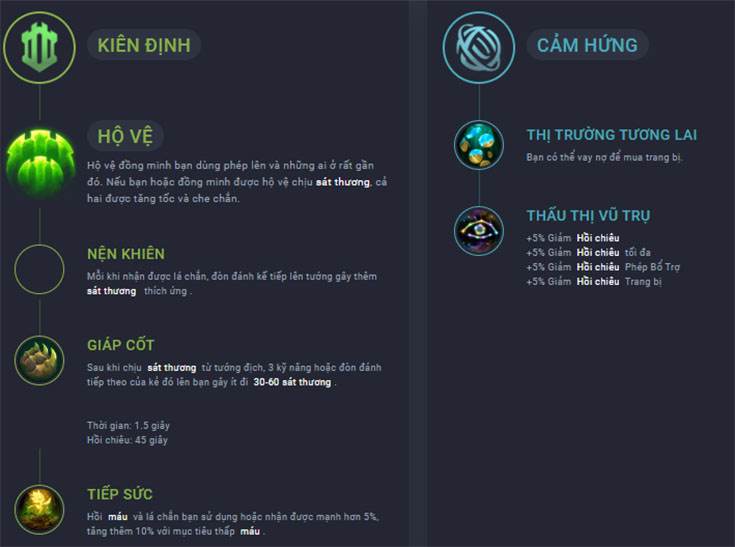 KIÊN ĐỊNH
HỘ VỆ
Hộ vệ đồng minh bạn dùng phép lên và những ai ở rất gần
đó. Nếu bạn hoặc đồng minh được hộ vệ chịu sát thương, cả
hai được tăng tốc và che chắn.
NỆN KHIÊN
Mỗi khi nhận được lá chắn, đòn đánh kế tiếp lên tướng gây thêm
sát thương thích ứng .
GIÁP CỐT
Sau khi chịu sát thương từ tướng địch, 3 kỹ năng hoặc đòn đánh
tiếp theo của kẻ đó lên bạn gây ít đi 30-60 sát thương .
Thời gian: 1.5 giây
Hồi chiêu: 45 giây
TIẾP SỨC
Hồi máu và lá chắn bạn sử dụng hoặc nhận được mạnh hơn 5%,
tăng thêm 10% với mục tiêu thấp máu .
CẢM HỨNG
THỊ TRƯỜNG TƯƠNG LAI
Bạn có thể vay nợ để mua trang bị.
THẤU THỊ VŨ TRỤ
+5% Giảm Hồi chiêu
+5% Giảm Hồi chiêu tối đa
+5% Giảm Hồi chiêu Phép Bổ Trợ
+5% Giảm Hồi chiêu Trang bị